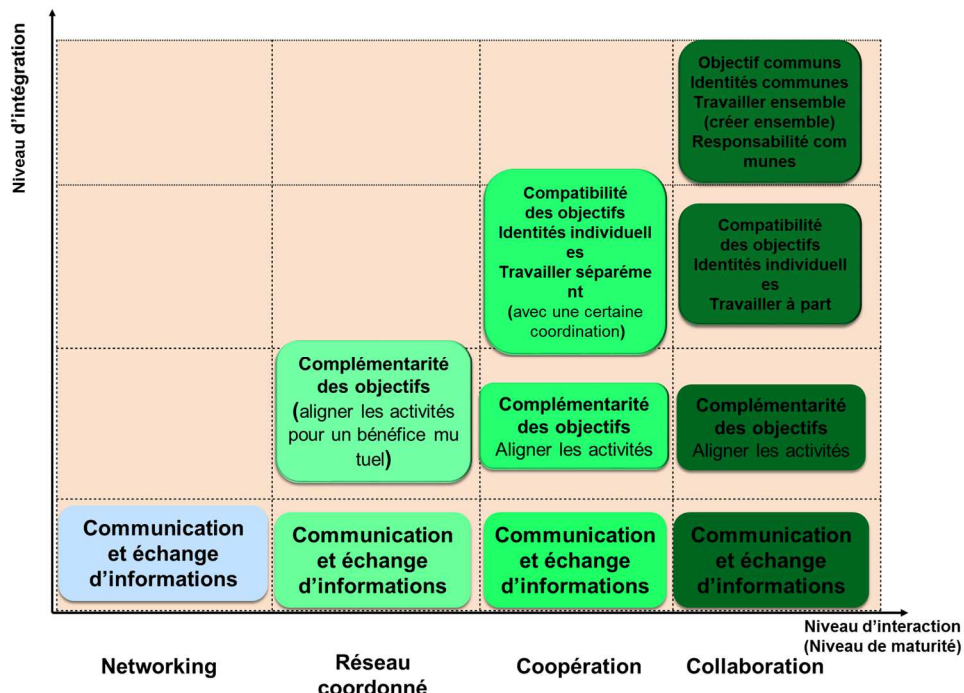 Niveau d'intégration
Objectif communs
Identités communes
Travailler ensemble
(créer ensemble)
Responsabilité com
munes
Compatibilité
des objectifs
Identités individuell
es
Travailler séparéme
nt
(avec une certaine
coordination)
Compatibilité
des objectifs
Identités individuell
es
Travailler à part
Complémentarité
des objectifs
(aligner les activités
pour un bénéfice mu
tuel)
Complémentarité
des objectifs
Aligner les activités
Complémentarité
des objectifs
Aligner les activités
Communication
et échange
d'informations
Communication
et échange
d'informations
Communication
et échange
d'informations
Communication
et échange
d'informations
Niveau d'interaction
(Niveau de maturité)
Networking
Réseau
coordonné
Coopération
Collaboration